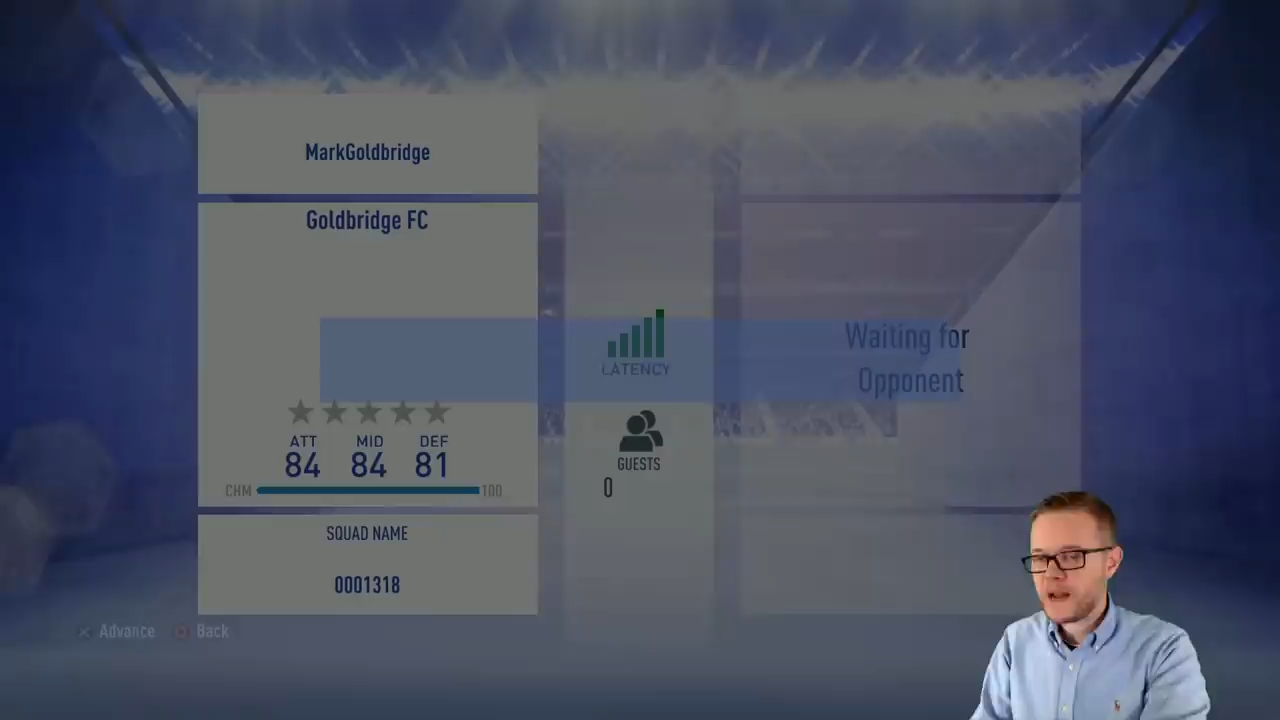 MarkGoldbridge
Goldbridge FC
Waiting for
Opponent
LATENCY
ATT MID DEF
84 84 81
GUESTS
CHM 100
0
SQUAD NAME
0001318
Advance Back